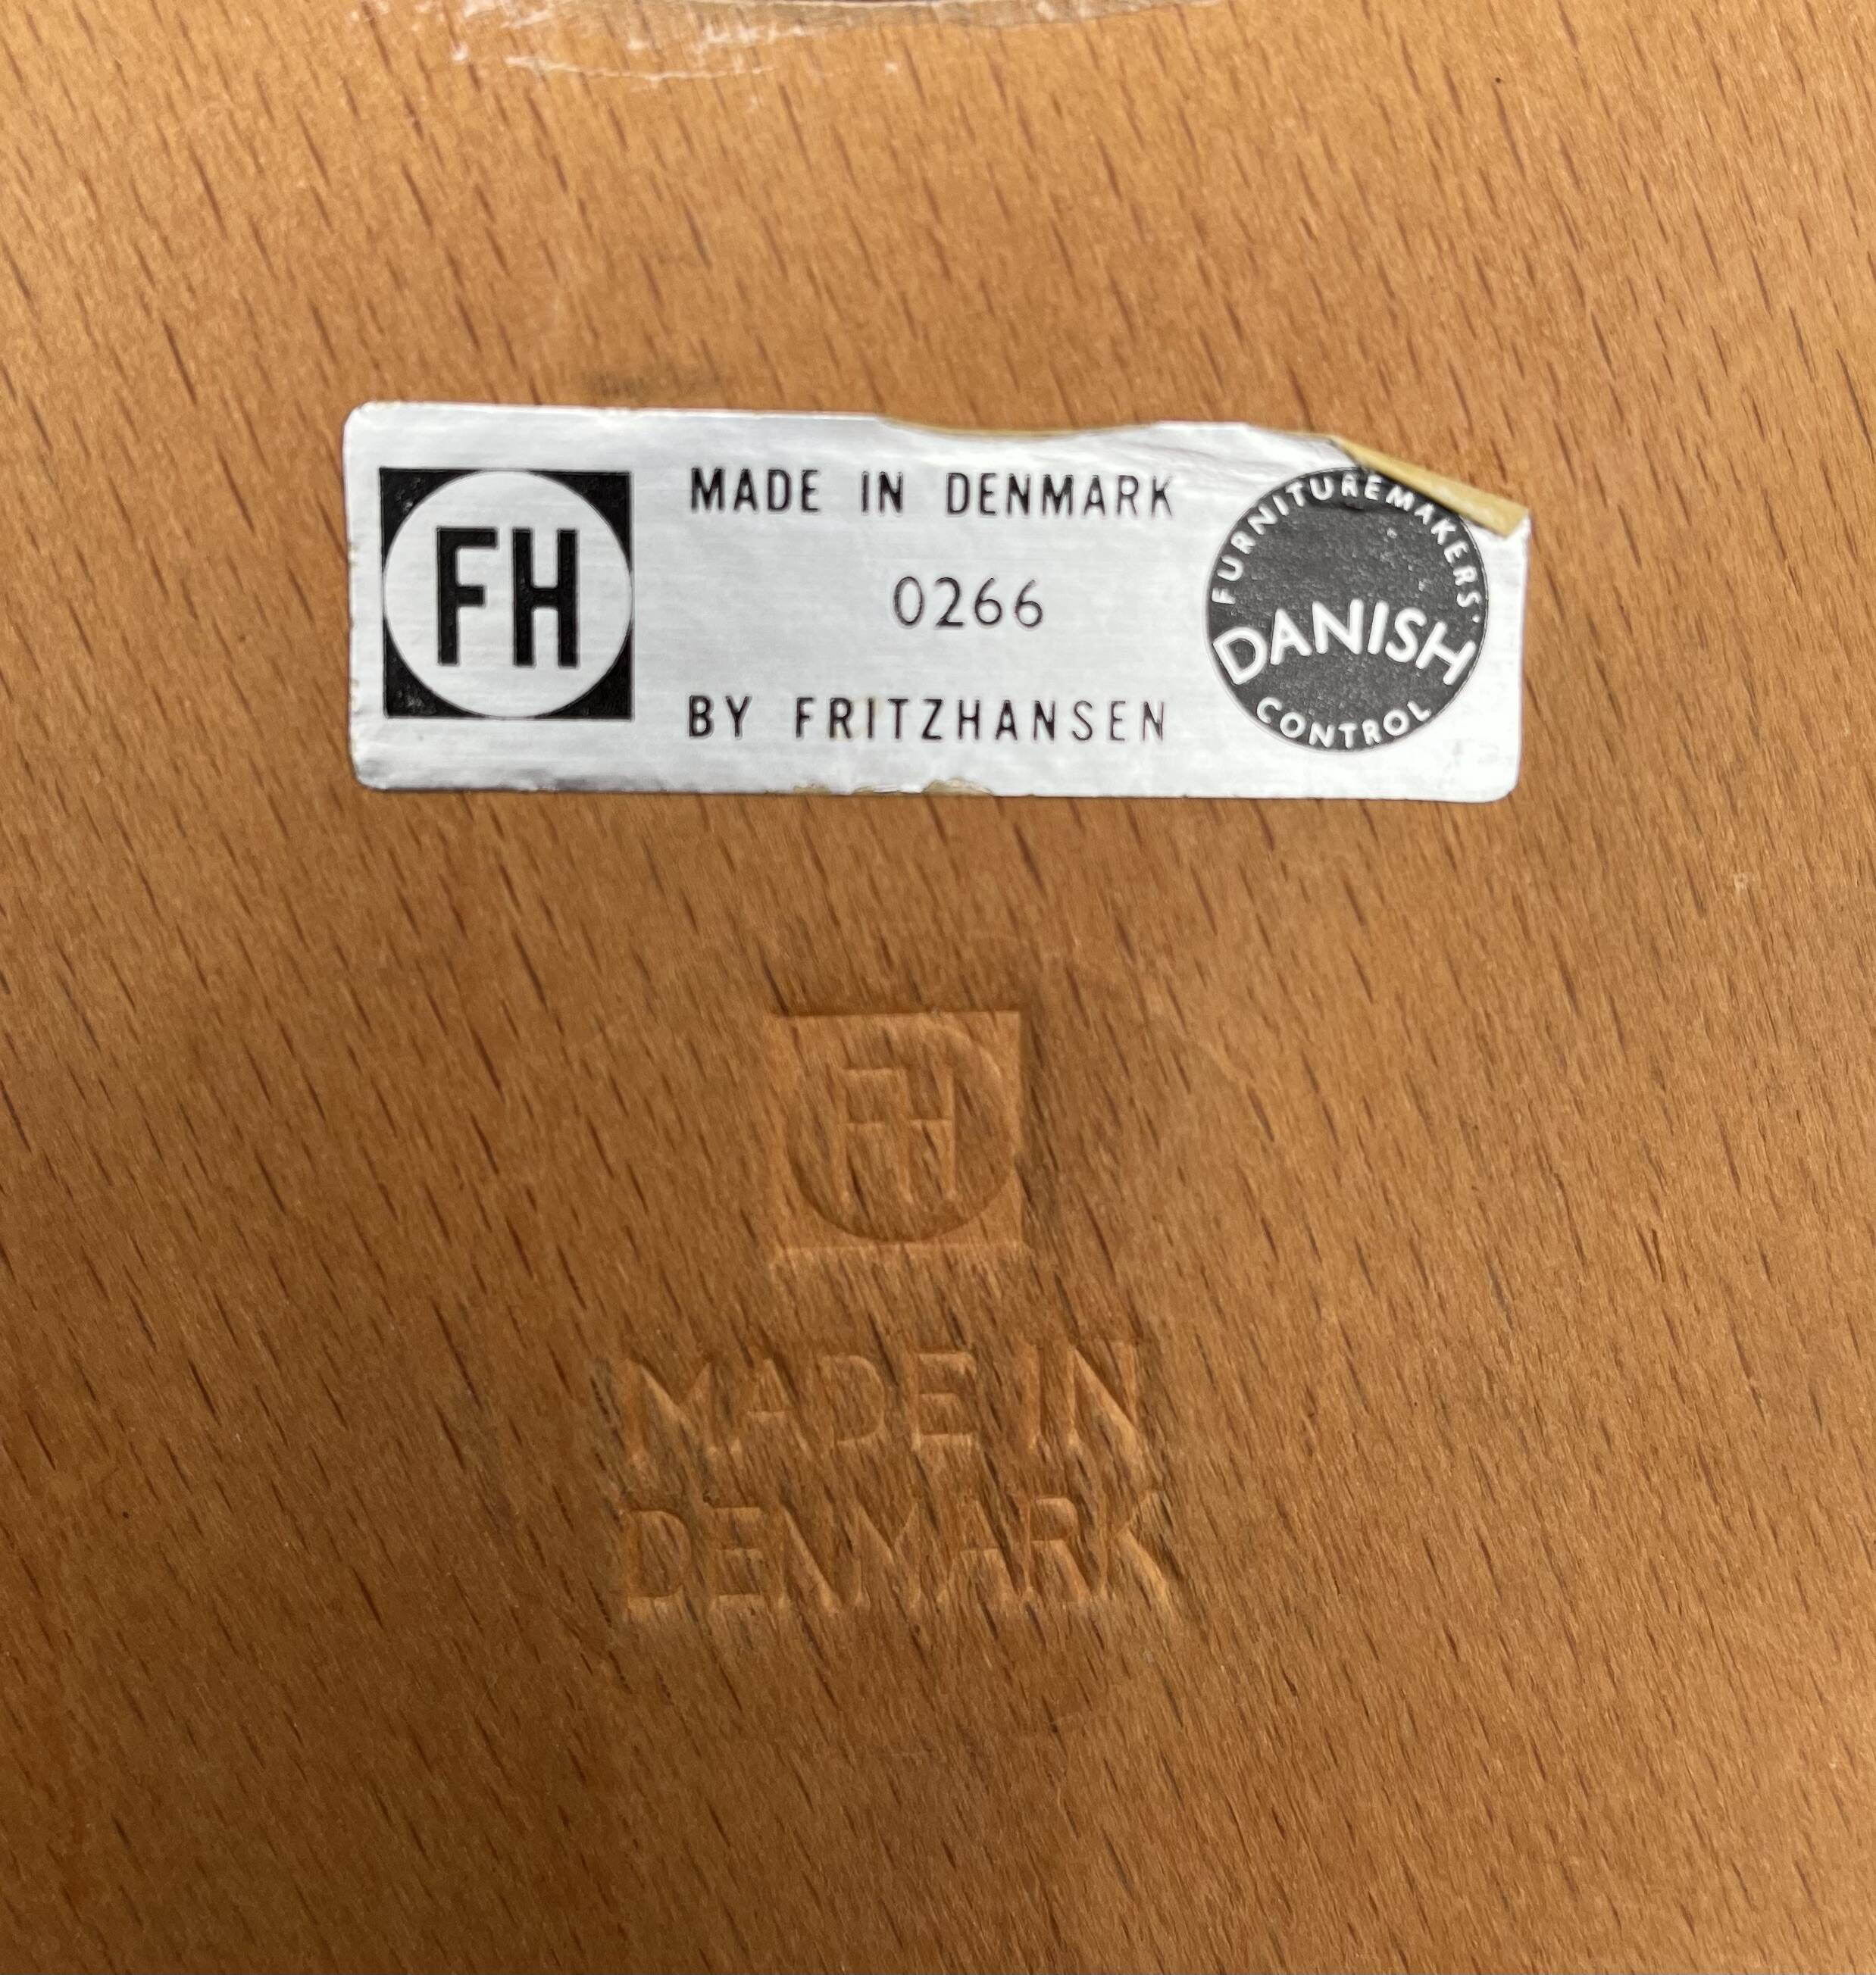 FH
MADE IN DENMARK
0266
BY FRITZHANSEN
FURNITUREMAKERS'
DANISH
CONTROL
FH
MADE IN
DENMARK